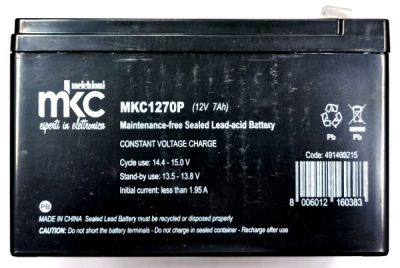 melchioni
mkc
esperti in elettronica
MKC1270P (12V 7Ah)
Maintenance-free Sealed Lead-acid Battery
CONSTANT VOLTAGE CHARGE
Cycle use: 14.4 - 15.0 V
Stand-by use: 13.5 - 13.8 V
Initial current: less than 1.95 A
Pb Pb
Code: 491460215
8 006012 160383
PB
MADE IN CHINA Sealed Lead Battery must be recycled or disposed properly
CAUTION: Do not short the battery terminals - Do not charge in sealed container - Recharge after use